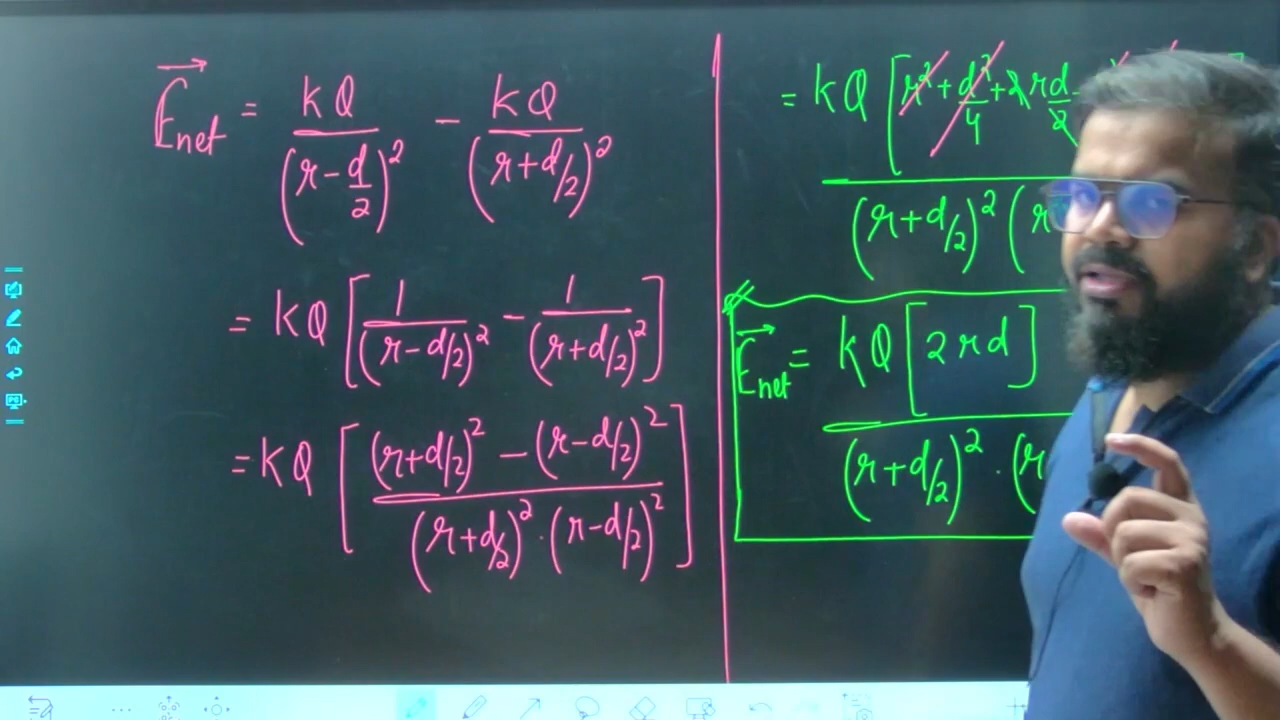 E⃗net = kQ/(r-d/2)² - kQ/(r+d/2)²
= kQ [1/(r-d/2)² - 1/(r+d/2)²]
= kQ [((r+d/2)² - (r-d/2)²)/((r+d/2)² · (r-d/2)²)]
= kQ [r² + d²/4 + 2rd/2
(r+d/2)² (r
E⃗net = kQ [2rd]
(r+d/2)² · (r